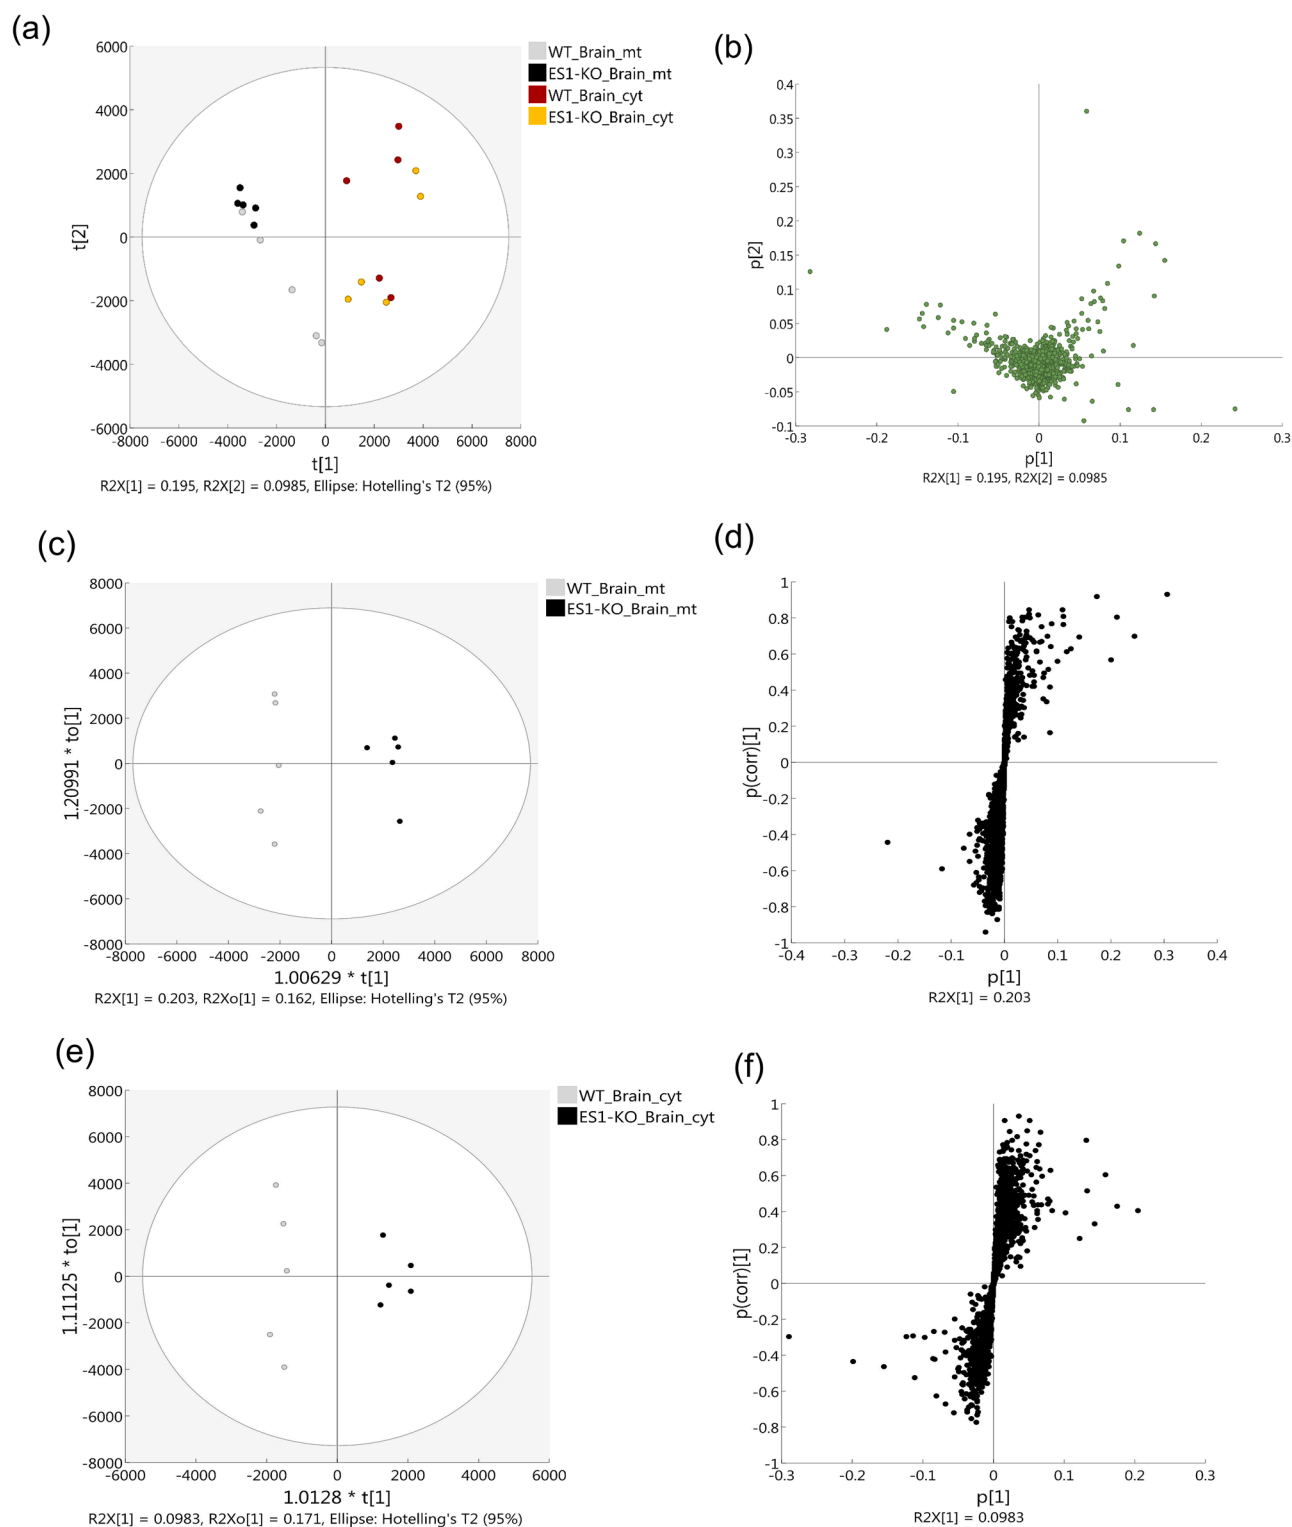 (a)
6000
4000
2000
0
-2000
-4000
-6000
t[2]
-8000 -6000 -4000 -2000 0 2000 4000 6000 8000
t[1]
R2X[1] = 0.195, R2X[2] = 0.0985, Ellipse: Hotelling's T2 (95%)
WT_Brain_mt
ES1-KO_Brain_mt
WT_Brain_cyt
ES1-KO_Brain_cyt
(b)
0.4
0.35
0.3
0.25
0.2
0.15
0.1
0.05
0
-0.05
-0.1
p[2]
-0.3 -0.2 -0.1 0 0.1 0.2 0.3
p[1]
R2X[1] = 0.195, R2X[2] = 0.0985
(c)
8000
6000
4000
2000
0
-2000
-4000
-6000
-8000
1.20991 * to[1]
-8000 -6000 -4000 -2000 0 2000 4000 6000 8000
1.00629 * t[1]
R2X[1] = 0.203, R2Xo[1] = 0.162, Ellipse: Hotelling's T2 (95%)
WT_Brain_mt
ES1-KO_Brain_mt
(d)
1
0.8
0.6
0.4
0.2
0
-0.2
-0.4
-0.6
-0.8
-1
p(corr)[1]
-0.4 -0.3 -0.2 -0.1 0 0.1 0.2 0.3 0.4
p[1]
R2X[1] = 0.203
(e)
8000
6000
4000
2000
0
-2000
-4000
-6000
-8000
1.11125 * to[1]
-6000 -4000 -2000 0 2000 4000 6000
1.0128 * t[1]
R2X[1] = 0.0983, R2Xo[1] = 0.171, Ellipse: Hotelling's T2 (95%)
WT_Brain_cyt
ES1-KO_Brain_cyt
(f)
1
0.8
0.6
0.4
0.2
0
-0.2
-0.4
-0.6
-0.8
-1
p(corr)[1]
-0.3 -0.2 -0.1 0 0.1 0.2 0.3
p[1]
R2X[1] = 0.0983